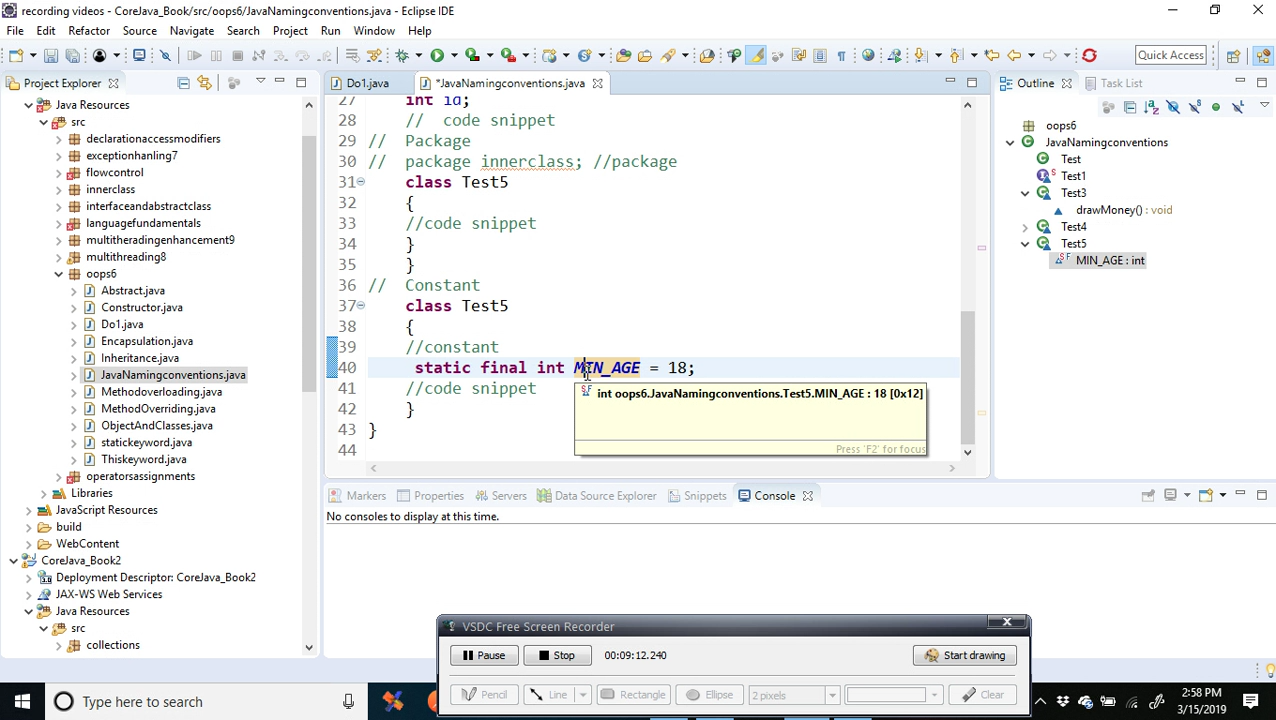 recording videos - CoreJava_Book/src/oops6/JavaNamingconventions.java - Eclipse IDE
File Edit Refactor Source Navigate Search Project Run Window Help
Quick Access
Project Explorer
Java Resources
src
declarationaccessmodifiers
exceptionhanling7
flowcontrol
innerclass
interfaceandabstractclass
languagefundamentals
multitheradingenhancement9
multithreading8
oops6
Abstract.java
Constructor.java
Do1.java
Encapsulation.java
Inheritance.java
JavaNamingconventions.java
Methodoverloading.java
MethodOverriding.java
ObjectAndClasses.java
statickeyword.java
Thiskeyword.java
operatorsassignments
Libraries
JavaScript Resources
build
WebContent
CoreJava_Book2
Deployment Descriptor: CoreJava_Book2
JAX-WS Web Services
Java Resources
src
collections
Do1.java *JavaNamingconventions.java
27 int id;
28 // code snippet
29 // Package
30 // package innerclass; //package
31 class Test5
32 {
33 //code snippet
34 }
35 }
36 // Constant
37 class Test5
38 {
39 //constant
40 static final int MIN_AGE = 18;
41 //code snippet
42 }
43 }
44
int oops6.JavaNamingconventions.Test5.MIN_AGE : 18 [0x12]
Press 'F2' for focus
Outline Task List
oops6
JavaNamingconventions
Test
Test1
Test3
drawMoney() : void
Test4
Test5
MIN_AGE : int
Markers Properties Servers Data Source Explorer Snippets Console
No consoles to display at this time.
VSDC Free Screen Recorder
Pause Stop 00:09:12.240 Start drawing
Pencil Line Rectangle Ellipse 2 pixels Clear
Type here to search
2:58 PM
3/15/2019